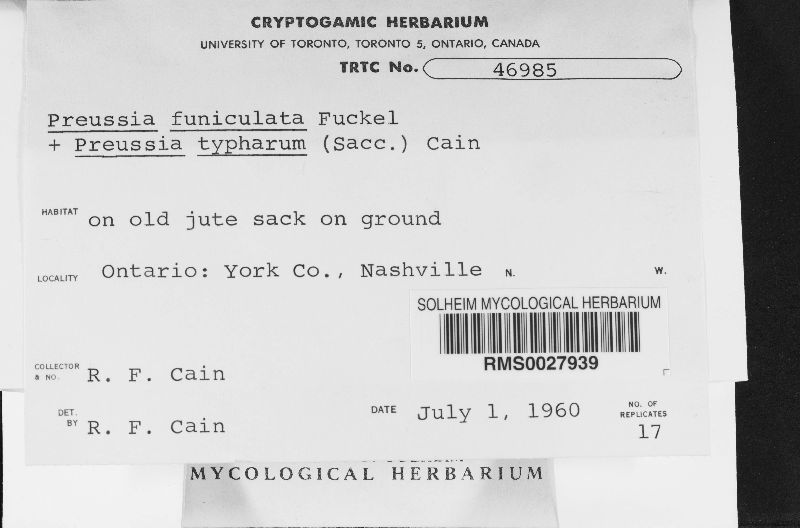 CRYPTOGAMIC HERBARIUM
UNIVERSITY OF TORONTO, TORONTO 5, ONTARIO, CANADA
TRTC No. 46985
Preussia funiculata Fuckel
+ Preussia typharum (Sacc.) Cain
HABITAT on old jute sack on ground
LOCALITY Ontario: York Co., Nashville N. W.
SOLHEIM MYCOLOGICAL HERBARIUM
RMS0027939
COLLECTOR & NO. R. F. Cain
DET. BY R. F. Cain
DATE July 1, 1960
NO. OF REPLICATES
17
MYCOLOGICAL HERBARIUM